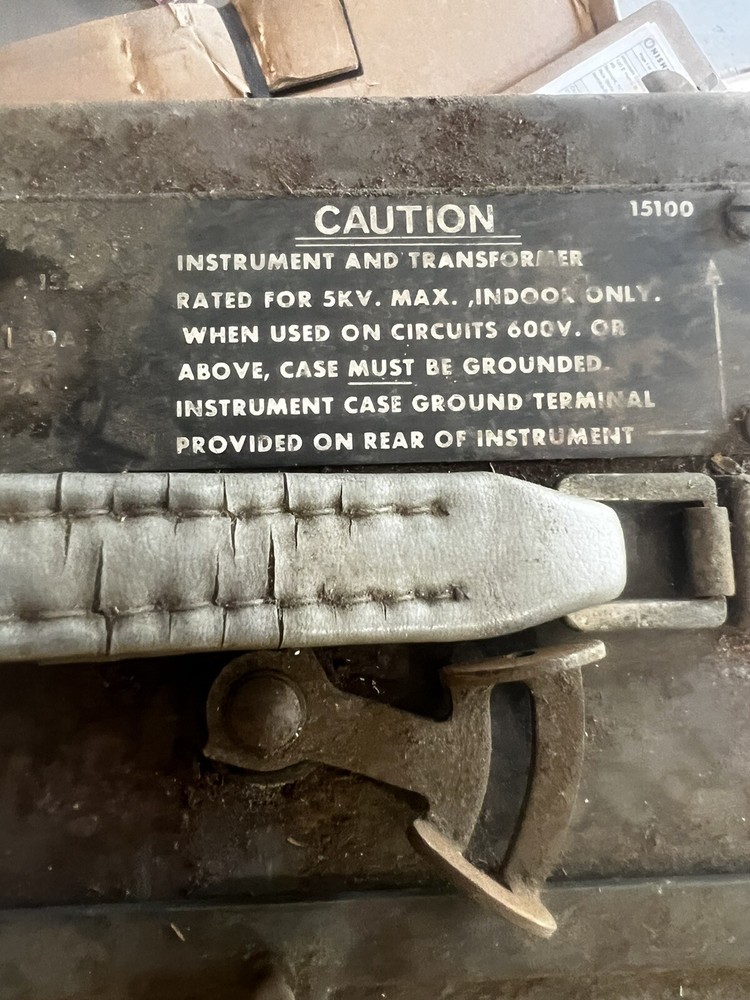 CAUTION
15100
INSTRUMENT AND TRANSFORMER
RATED FOR 5KV. MAX. ,INDOOR ONLY.
WHEN USED ON CIRCUITS 600V. OR
ABOVE, CASE MUST BE GROUNDED.
INSTRUMENT CASE GROUND TERMINAL
PROVIDED ON REAR OF INSTRUMENT